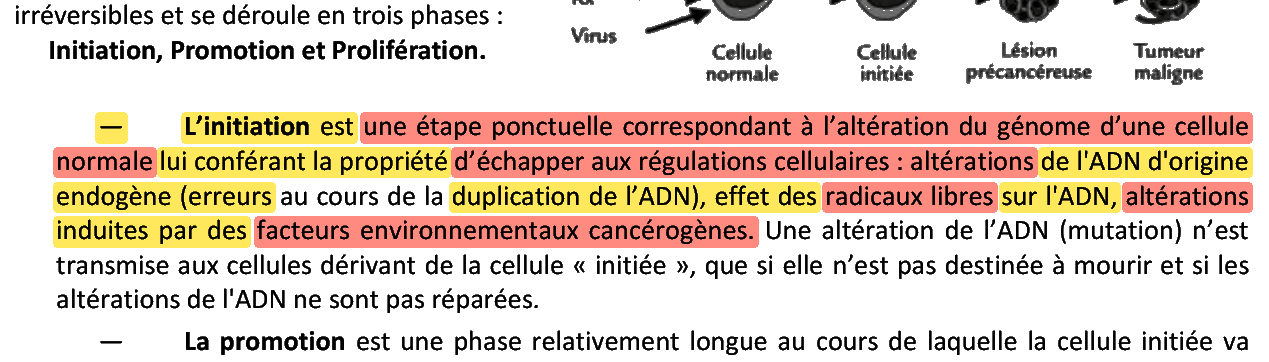 irréversibles et se déroule en trois phases :
Initiation, Promotion et Prolifération.
Virus
Cellule normale
Cellule initiée
Lésion précancéreuse
Tumeur maligne
— L’initiation est une étape ponctuelle correspondant à l’altération du génome d’une cellule
normale lui conférant la propriété d’échapper aux régulations cellulaires : altérations de l'ADN d'origine
endogène (erreurs au cours de la duplication de l’ADN), effet des radicaux libres sur l'ADN, altérations
induites par des facteurs environnementaux cancérogènes. Une altération de l’ADN (mutation) n’est
transmise aux cellules dérivant de la cellule « initiée », que si elle n’est pas destinée à mourir et si les
altérations de l'ADN ne sont pas réparées.
— La promotion est une phase relativement longue au cours de laquelle la cellule initiée va